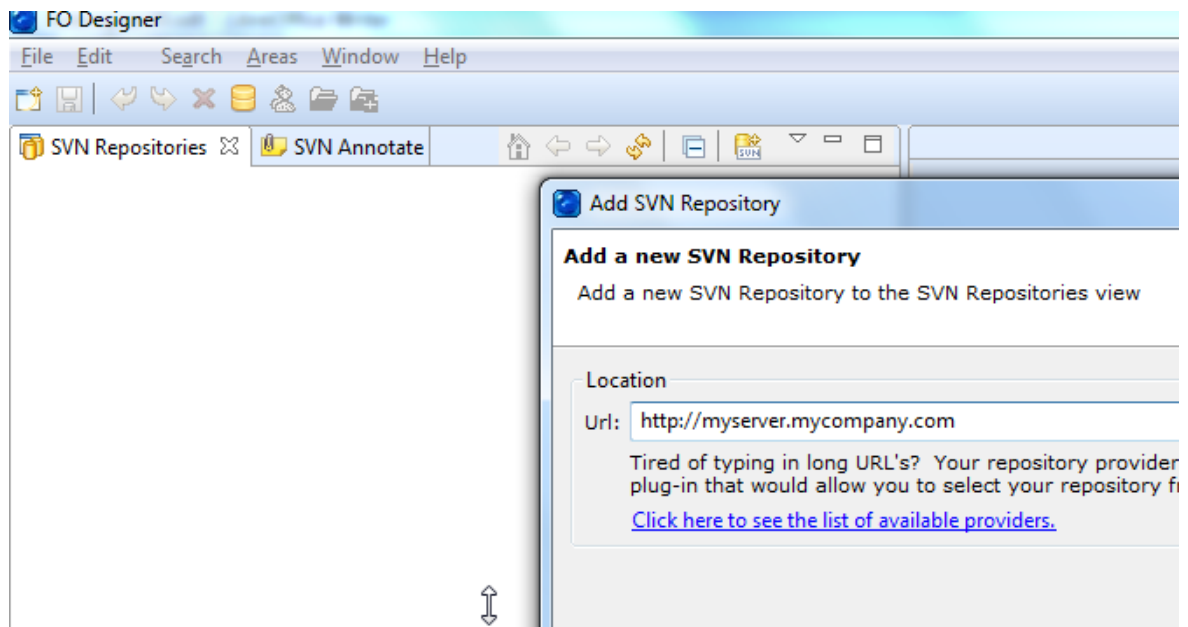 FO Designer
File Edit Search Areas Window Help
SVN Repositories SVN Annotate
SVN
Add SVN Repository
Add a new SVN Repository
Add a new SVN Repository to the SVN Repositories view
Location
Url: http://myserver.mycompany.com
Tired of typing in long URL's? Your repository provider
plug-in that would allow you to select your repository
Click here to see the list of available providers.